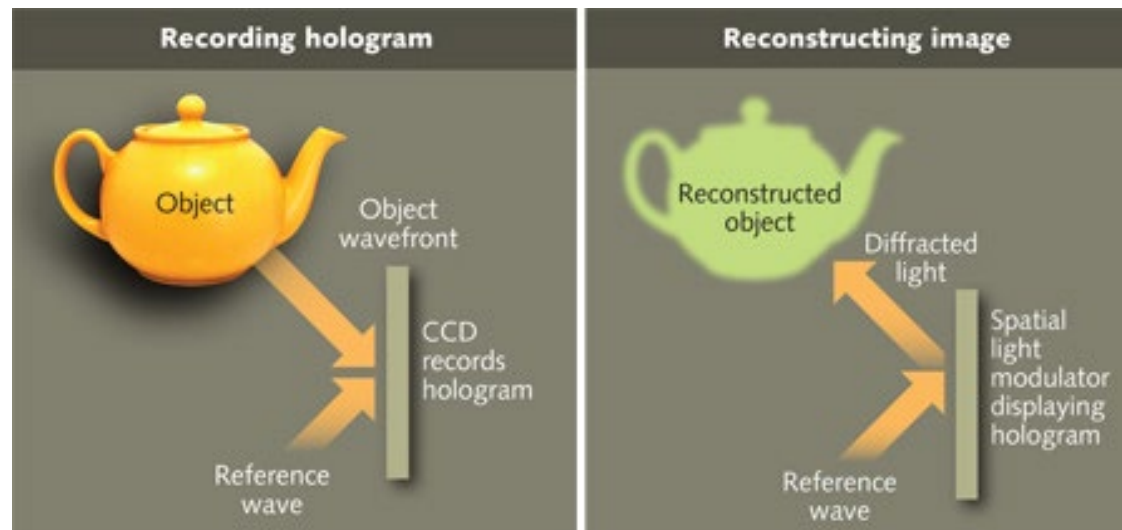 Recording hologram
Object
Object
wavefront
CCD
records
hologram
Reference
wave
Reconstructing image
Reconstructed
object
Diffracted
light
Spatial
light
modulator
displaying
hologram
Reference
wave